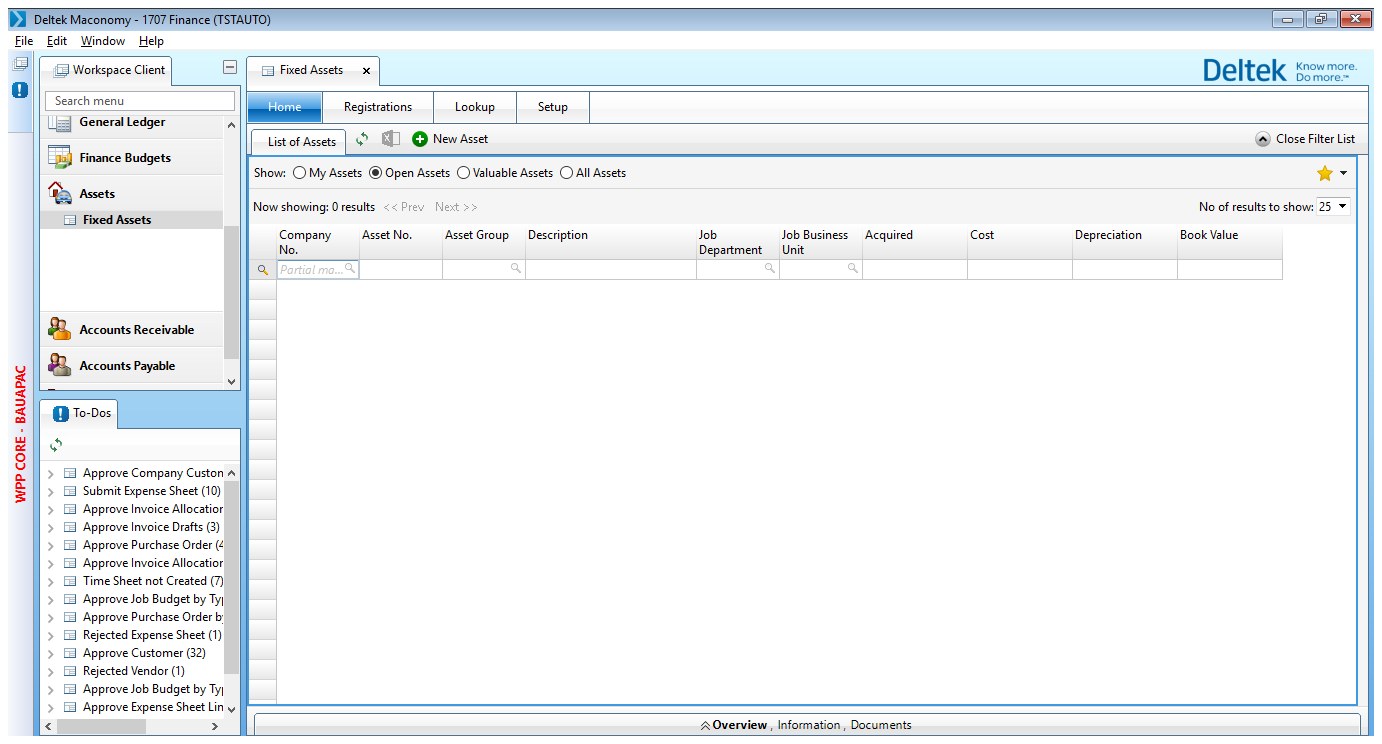 Deltek Maconomy - 1707 Finance (TSTAUTO)
File Edit Window Help
Workspace Client
Search menu
General Ledger
Finance Budgets
Assets
Fixed Assets
Accounts Receivable
Accounts Payable
WPP CORE - BAUAPAC
To-Dos
Approve Company Custon
Submit Expense Sheet (10)
Approve Invoice Allocation
Approve Invoice Drafts (3)
Approve Purchase Order (4
Approve Invoice Allocation
Time Sheet not Created (7)
Approve Job Budget by Typ
Approve Purchase Order by
Rejected Expense Sheet (1)
Approve Customer (32)
Rejected Vendor (1)
Approve Job Budget by Typ
Approve Expense Sheet Lin
Fixed Assets x
Deltek Know more.
Do more.™
Home Registrations Lookup Setup
List of Assets New Asset Close Filter List
Show: My Assets Open Assets Valuable Assets All Assets
Now showing: 0 results << Prev Next >> No of results to show: 25
Company No. Asset No. Asset Group Description Job Department Job Business Unit Acquired Cost Depreciation Book Value
Partial ma...
Overview , Information , Documents